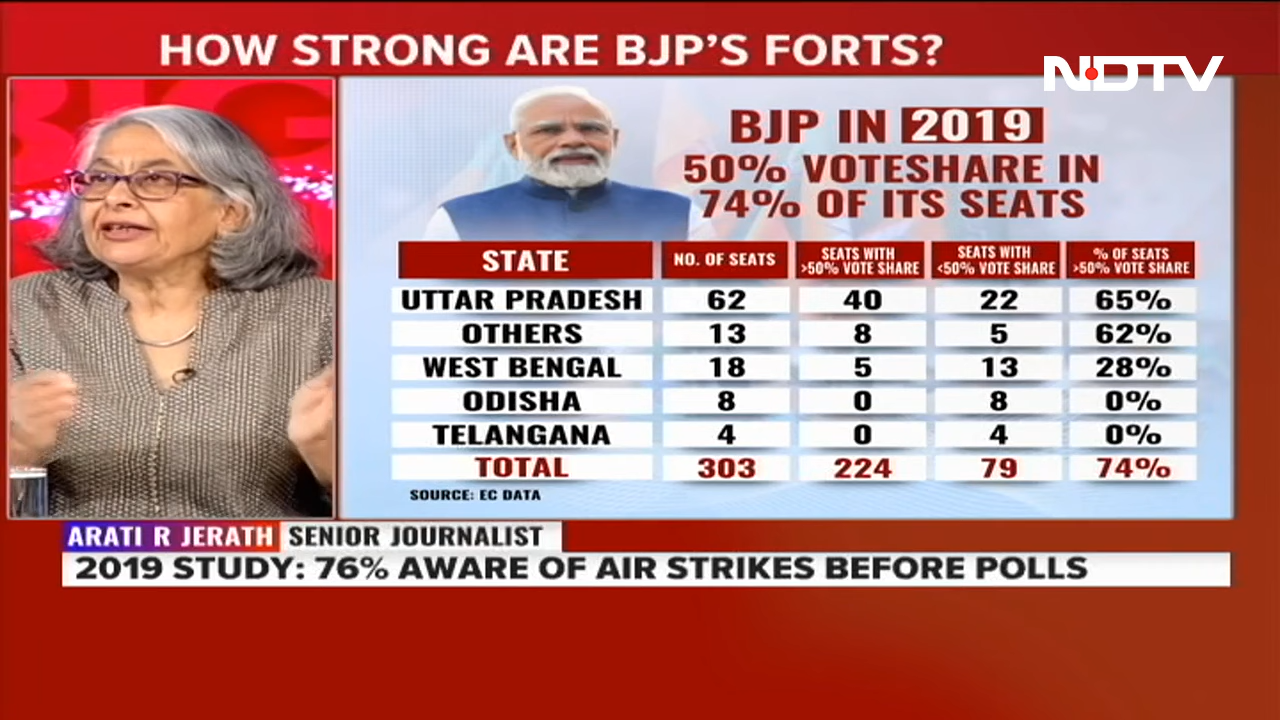 HOW STRONG ARE BJP'S FORTS?
NDTV
BJP IN 2019
50% VOTESHARE IN
74% OF ITS SEATS
STATE NO. OF SEATS SEATS WITH >50% VOTE SHARE SEATS WITH <50% VOTE SHARE % OF SEATS >50% VOTE SHARE
UTTAR PRADESH 62 40 22 65%
OTHERS 13 8 5 62%
WEST BENGAL 18 5 13 28%
ODISHA 8 0 8 0%
TELANGANA 4 0 4 0%
TOTAL 303 224 79 74%
SOURCE: EC DATA
ARATI R JERATH SENIOR JOURNALIST
2019 STUDY: 76% AWARE OF AIR STRIKES BEFORE POLLS